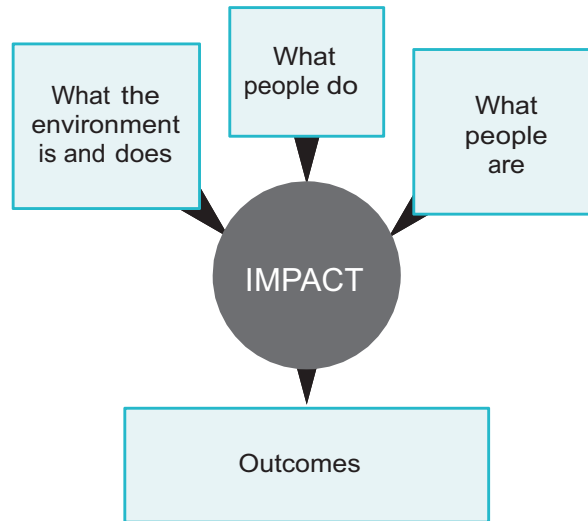 What the
environment
is and does
What
people do
What
people
are
IMPACT
Outcomes